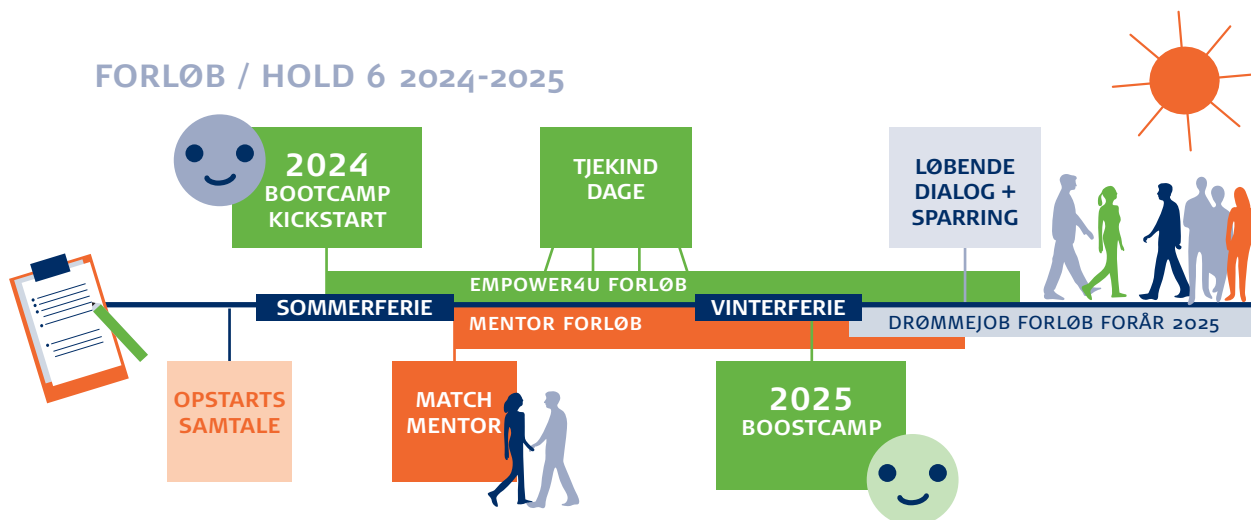 FORLØB / HOLD 6 2024-2025
2024
BOOTCAMP
KICKSTART
TJEKIND
DAGE
LØBENDE
DIALOG +
SPARRING
EMPOWER4U FORLØB
SOMMERFERIE
VINTERFERIE
MENTOR FORLØB
DRØMMEJOB FORLØB FORÅR 2025
OPSTARTS
SAMTALE
MATCH
MENTOR
2025
BOOSTCAMP